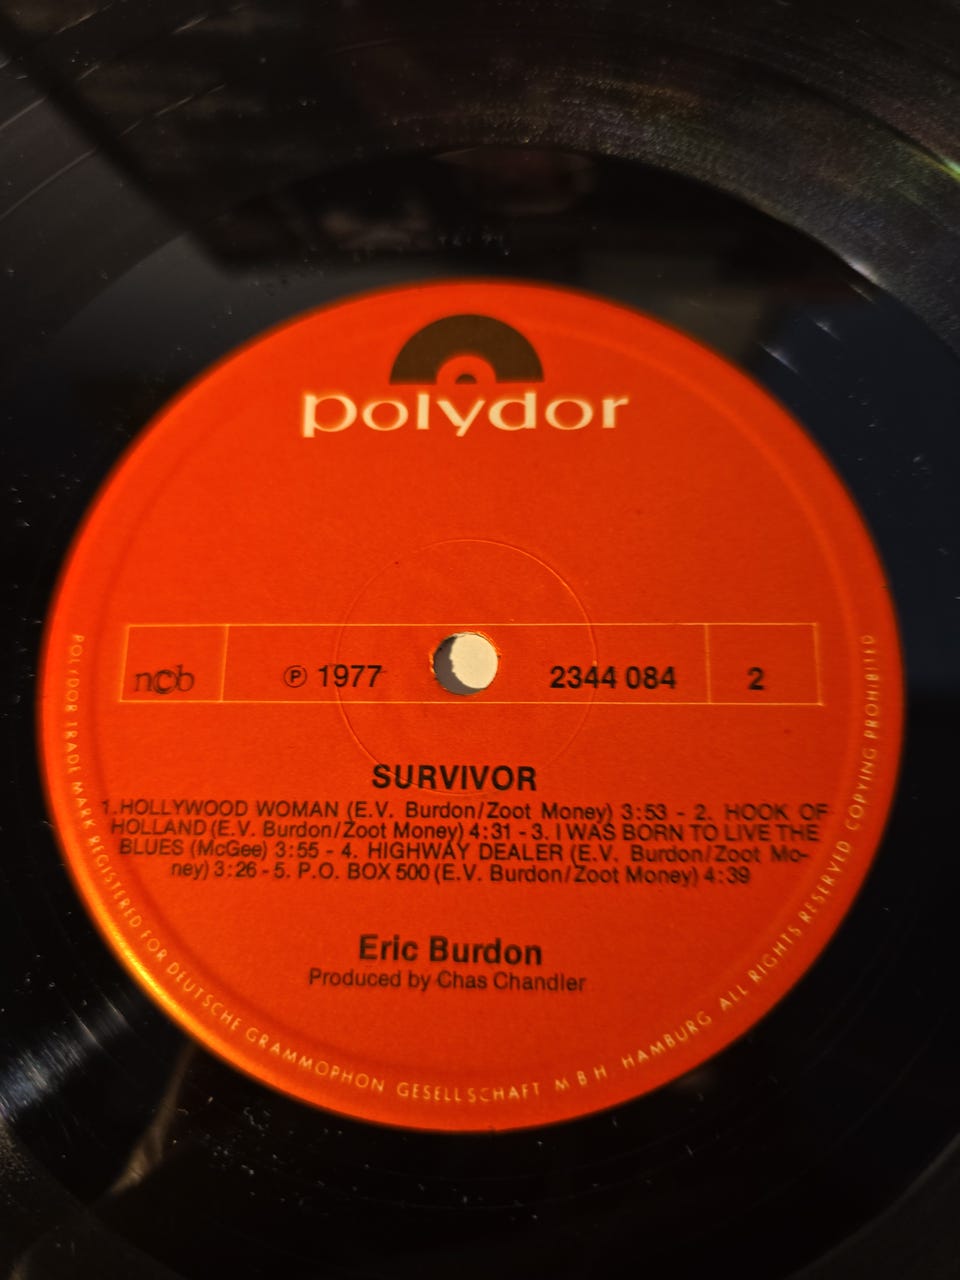 polydor
ncb
℗ 1977
2344 084
2
SURVIVOR
1.HOLLYWOOD WOMAN (E.V. Burdon/Zoot Money) 3:53 - 2. HOOK OF
HOLLAND (E.V. Burdon/Zoot Money) 4:31 - 3. I WAS BORN TO LIVE THE
BLUES (McGee) 3:55 - 4. HIGHWAY DEALER (E.V. Burdon/Zoot Mo-
ney) 3:26 - 5. P.O. BOX 500 (E.V. Burdon/Zoot Money) 4:39
Eric Burdon
Produced by Chas Chandler
POLYDOR TRADE MARK REGISTERED FOR DEUTSCHE GRAMMOPHON GESELLSCHAFT MBH HAMBURG ALL RIGHTS RESERVED COPYING PROHIBITED